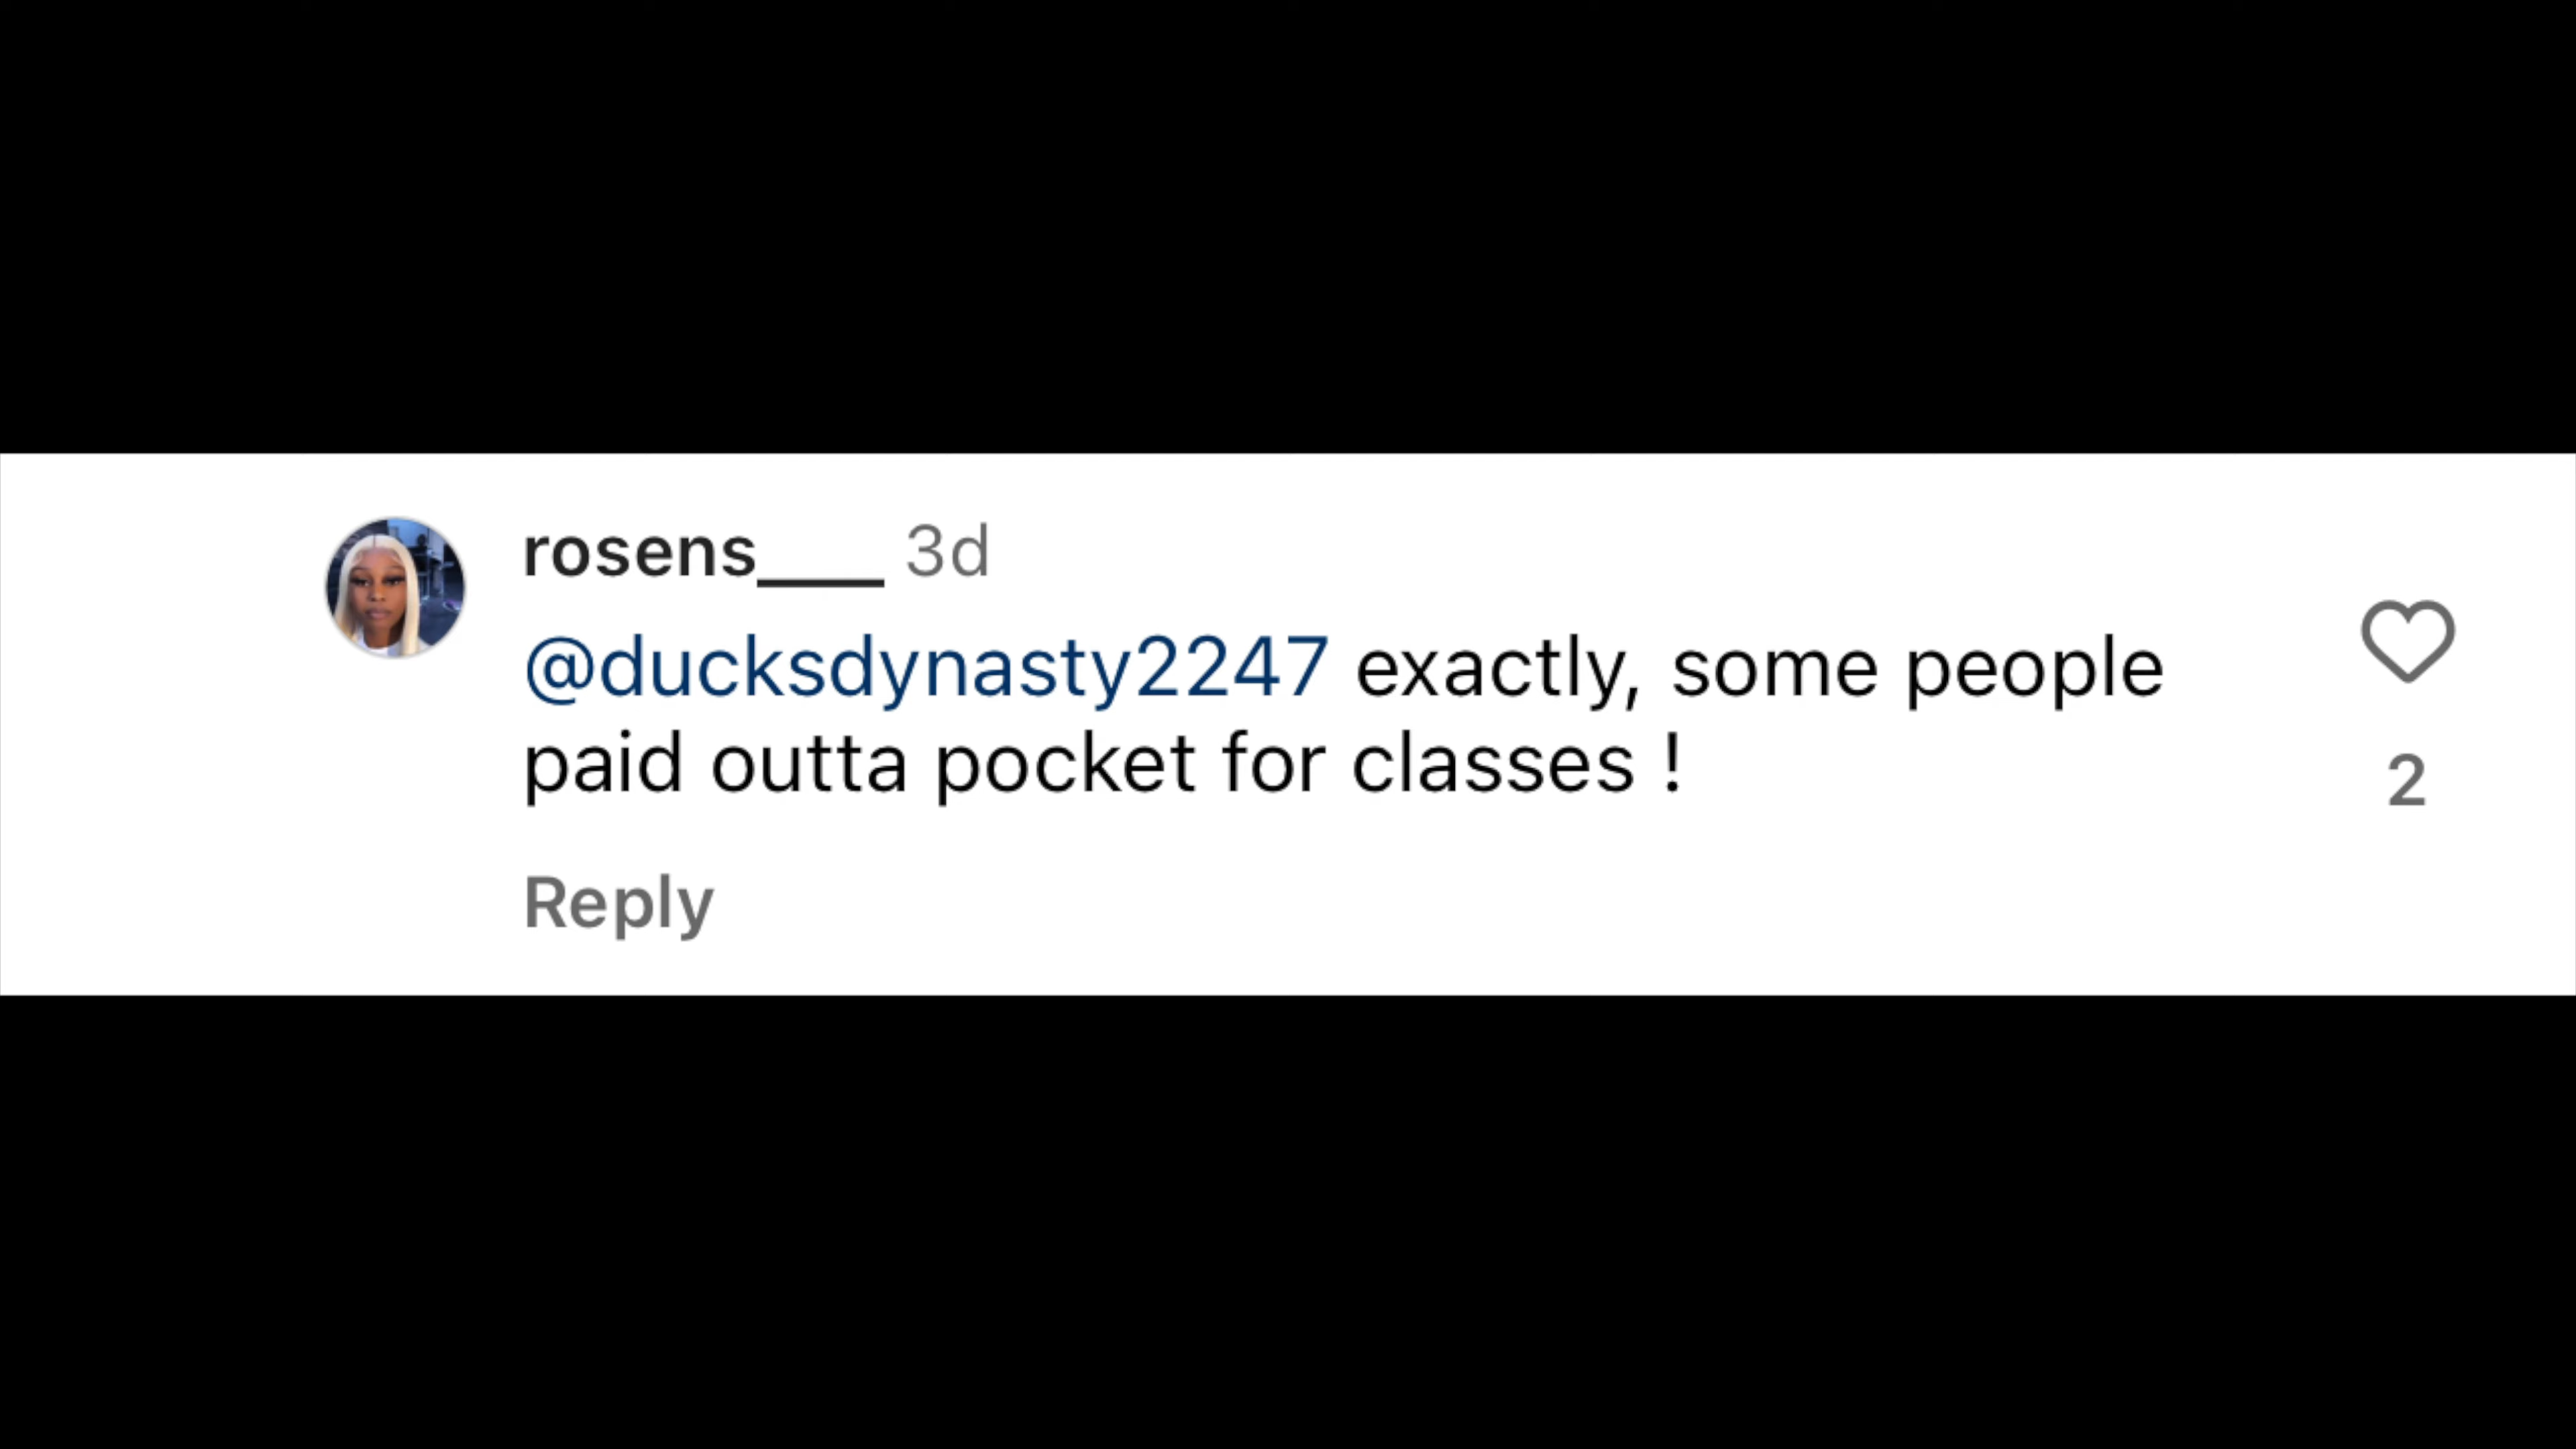 rosens____ 3d
@ducksdynasty2247 exactly, some people
paid outta pocket for classes !
2
Reply